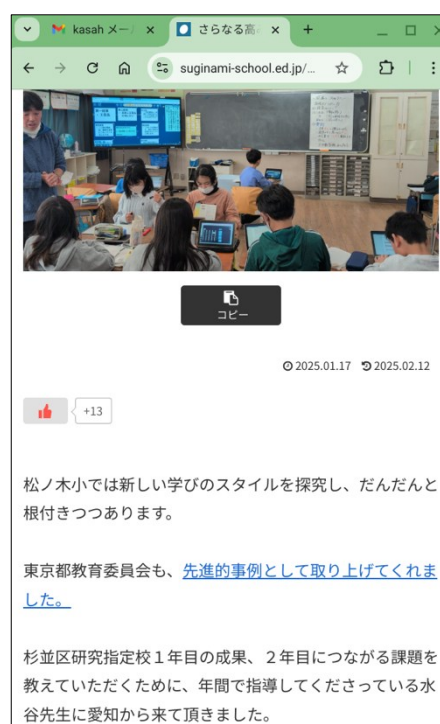 kasah メール
さらなる高
suginami-school.ed.jp/...
コピー
2025.01.17 2025.02.12
+13
松ノ木小では新しい学びのスタイルを探究し、だんだんと
根付きつつあります。
東京都教育委員会も、先進的事例として取り上げてくれま
した。
杉並区研究指定校１年目の成果、２年目につながる課題を
教えていただくために、年間で指導してくださっている水
谷先生に愛知から来て頂きました。